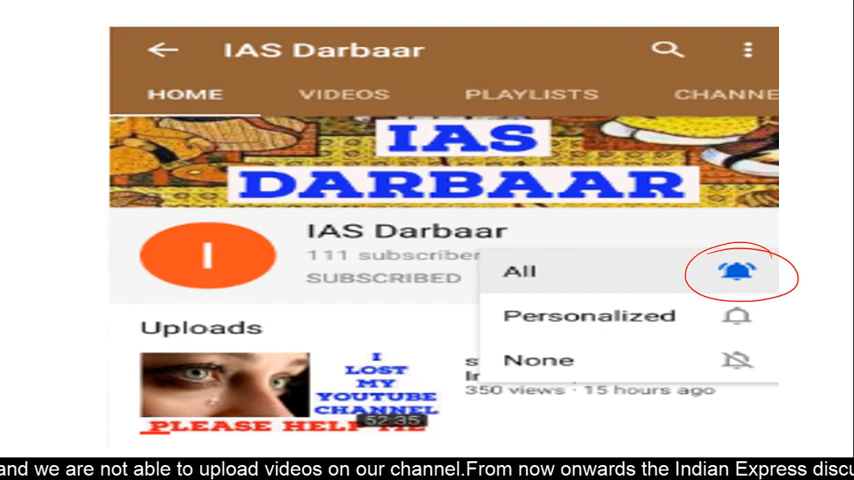 IAS Darbaar
HOME VIDEOS PLAYLISTS CHANNE
IAS
DARBAAR
I
IAS Darbaar
111 subscriber
SUBSCRIBED
All
Personalized
None
Uploads
I
LOST
MY
YOUTUBE
CHANNEL
PLEASE HELP ME
52:35
350 views · 15 hours ago
and we are not able to upload videos on our channel.From now onwards the Indian Express discu